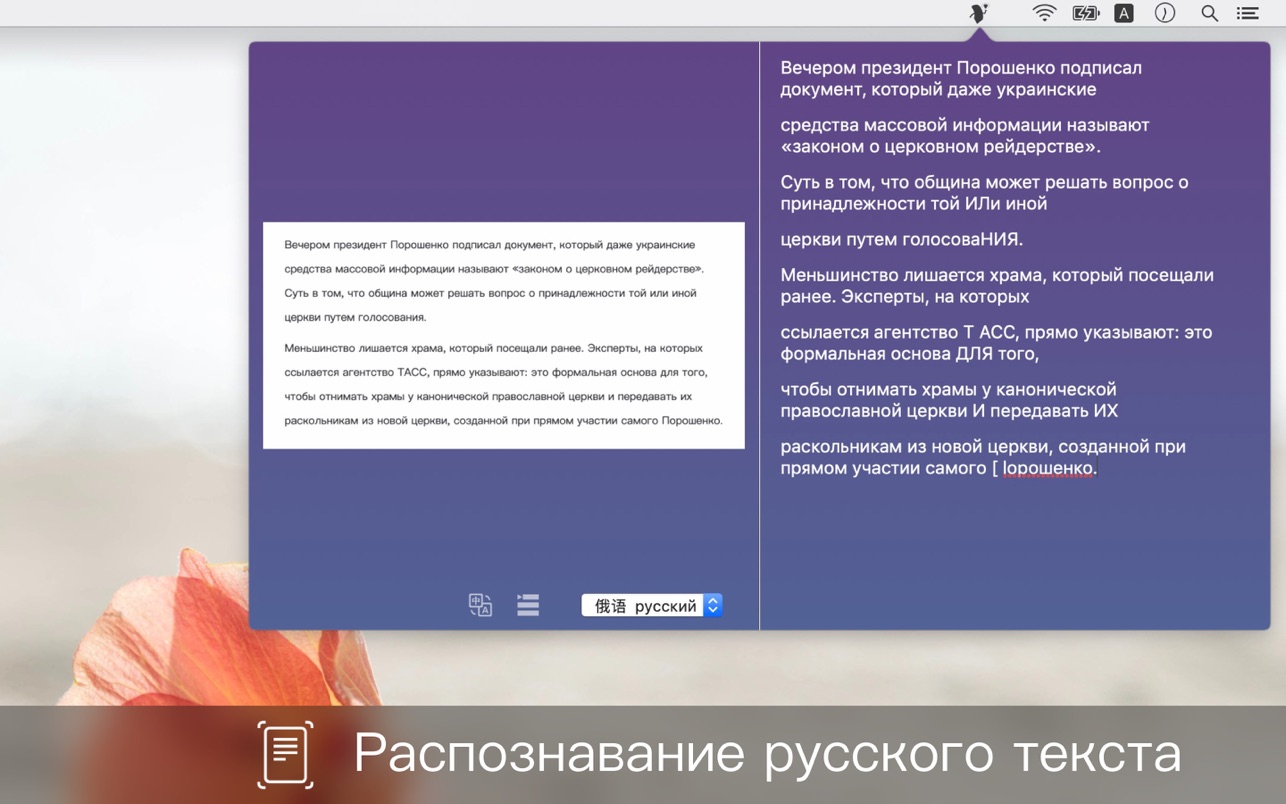 A
Вечером президент Порошенко подписал документ, который даже украинские
средства массовой информации называют «законом о церковном рейдерстве».
Суть в том, что община может решать вопрос о принадлежности той или иной
церкви путем голосования.
Меньшинство лишается храма, который посещали ранее. Эксперты, на которых
ссылается агентство ТАСС, прямо указывают: это формальная основа для того,
чтобы отнимать храмы у канонической православной церкви и передавать их
раскольникам из новой церкви, созданной при прямом участии самого Порошенко.
中 A
俄语 русский
Вечером президент Порошенко подписал
документ, который даже украинские
средства массовой информации называют
«законом о церковном рейдерстве».
Суть в том, что община может решать вопрос о
принадлежности той ИЛи иной
церкви путем голосоваНИЯ.
Меньшинство лишается храма, который посещали
ранее. Эксперты, на которых
ссылается агентство Т АСС, прямо указывают: это
формальная основа ДЛЯ того,
чтобы отнимать храмы у канонической
православной церкви И передавать ИХ
раскольникам из новой церкви, созданной при
прямом участии самого [ Iорошенко.
Распознавание русского текста